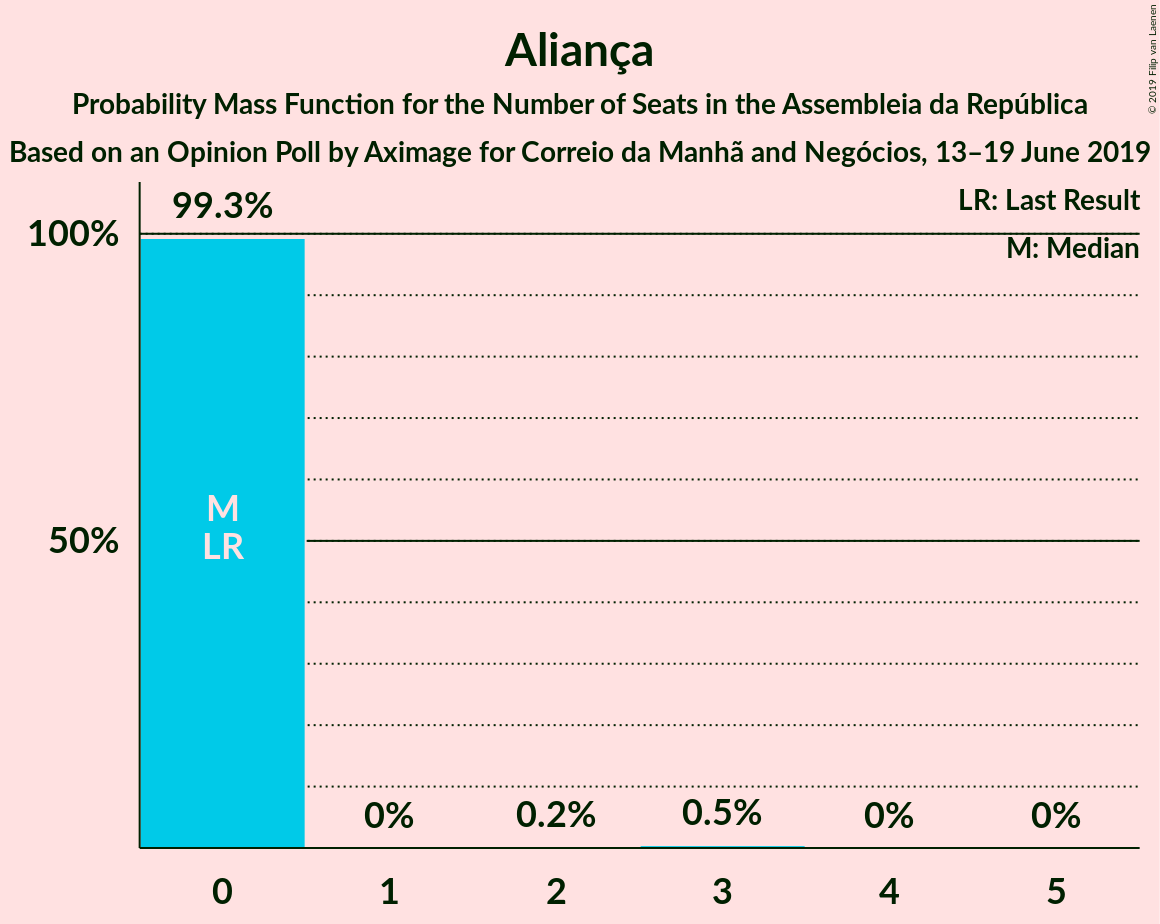 Aliança
Probability Mass Function for the Number of Seats in the Assembleia da República
Based on an Opinion Poll by Aximage for Correio da Manhã and Negócios, 13–19 June 2019
© 2019 Filip van Laenen
LR: Last Result
M: Median
99.3%
100%
50%
M
LR
0%
0.2%
0.5%
0%
0%
0
1
2
3
4
5